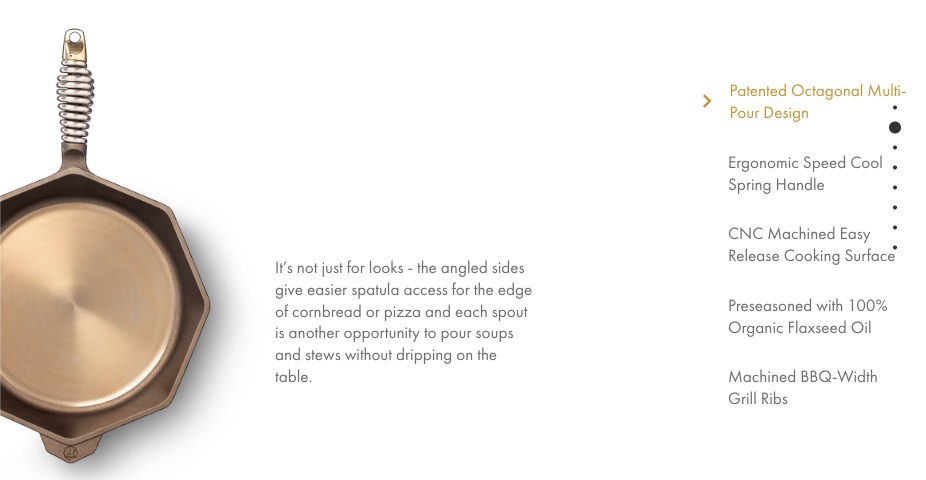 Patented Octagonal Multi-
Pour Design
Ergonomic Speed Cool
Spring Handle
CNC Machined Easy
Release Cooking Surface
Preseasoned with 100%
Organic Flaxseed Oil
Machined BBQ-Width
Grill Ribs
It's not just for looks - the angled sides
give easier spatula access for the edge
of cornbread or pizza and each spout
is another opportunity to pour soups
and stews without dripping on the
table.